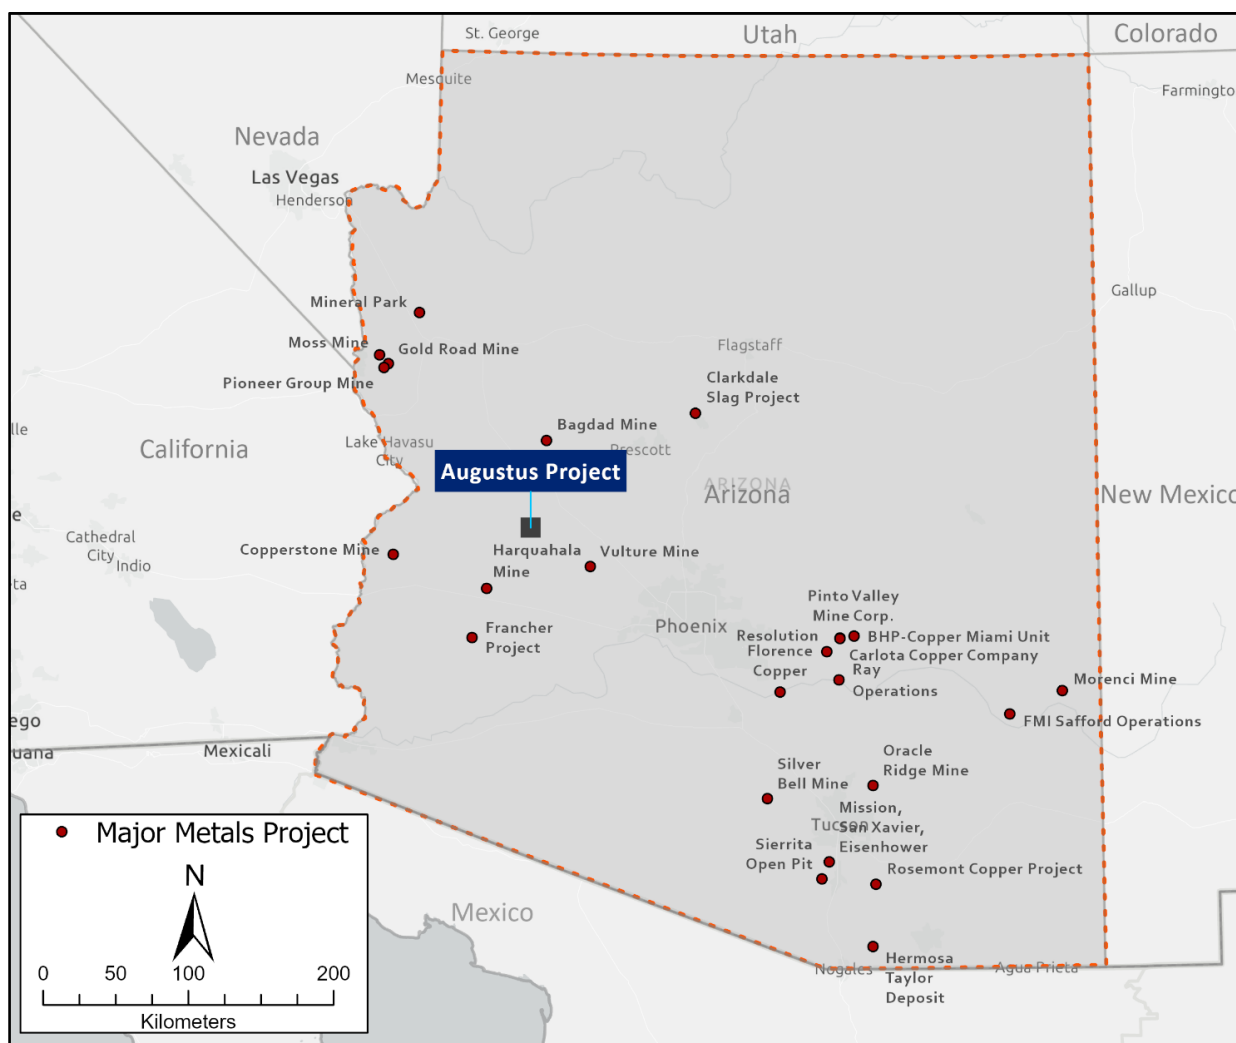 Utah
Colorado
St. George
Mesquite
Farmingto
Nevada
Las Vegas
Henderson
Gallup
Mineral Park
Moss Mine
Gold Road Mine
Pioneer Group Mine
Flagstaff
Clarkdale
Slag Project
Bagdad Mine
Prescott
lle
California
Lake Havasu
City
Augustus Project
ARIZONA
Arizona
New Mexico
e
Cathedral
City
Indio
ta
Copperstone Mine
Harquahala
Mine
Vulture Mine
Francher
Project
Phoenix
Pinto Valley
Mine Corp.
Resolution
BHP-Copper Miami Unit
Florence
Copper
Carlota Copper Company
Ray
Operations
Morenci Mine
FMI Safford Operations
ego
uana
Mexicali
Silver
Bell Mine
Oracle
Ridge Mine
Tucson
Mission,
San Xavier,
Eisenhower
Sierrita
Open Pit
Rosemont Copper Project
Mexico
Nogales
Hermosa
Taylor
Deposit
Agua Prieta
Major Metals Project
N
0 50 100 200
Kilometers